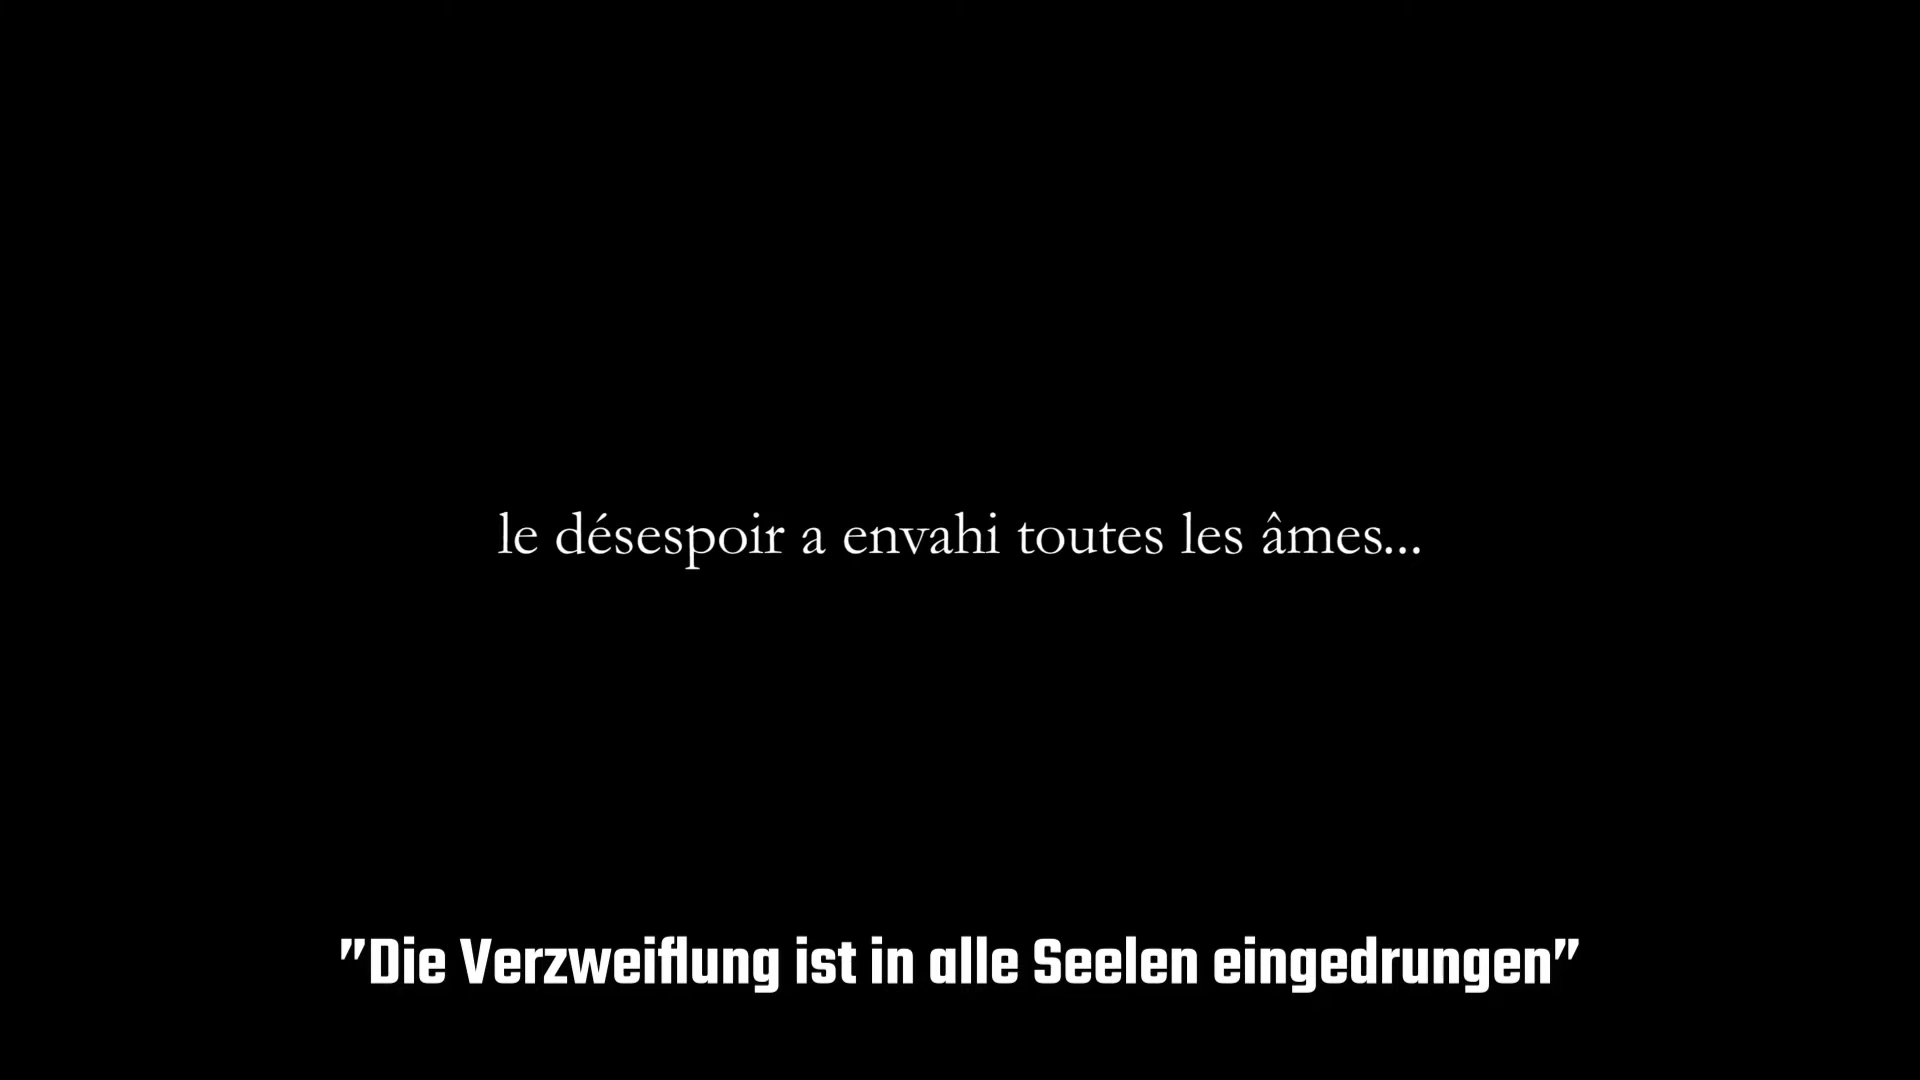 le désespoir a envahi toutes les âmes...
"Die Verzweiflung ist in alle Seelen eingedrungen"